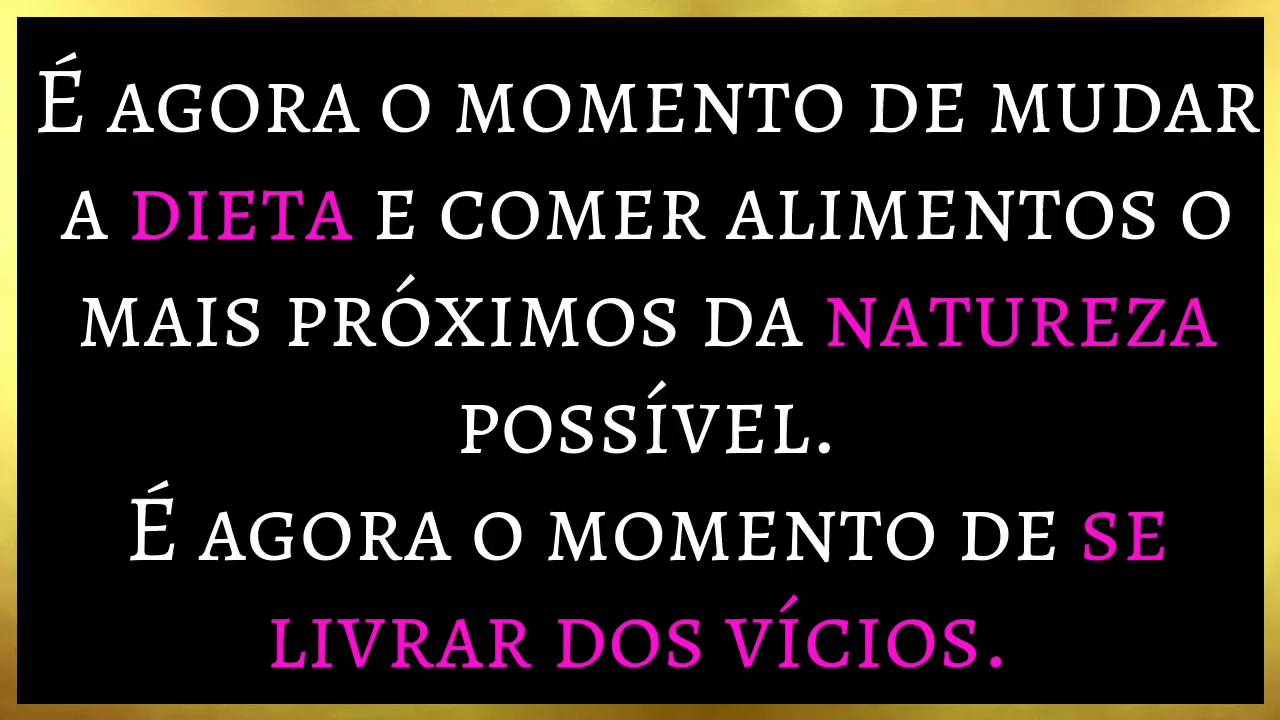 É AGORA O MOMENTO DE MUDAR
A DIETA E COMER ALIMENTOS O
MAIS PRÓXIMOS DA NATUREZA
POSSÍVEL.
É AGORA O MOMENTO DE SE
LIVRAR DOS VÍCIOS.